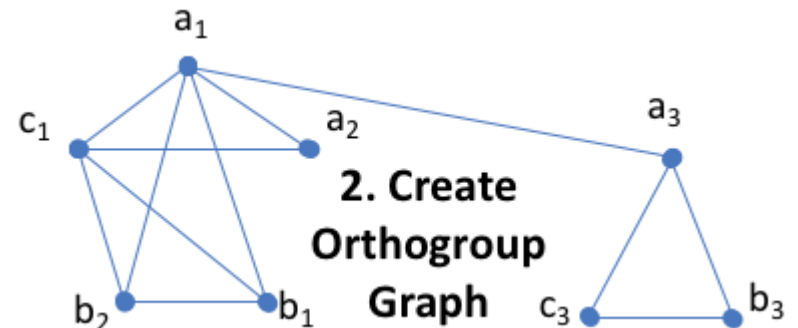 a₁
c₁
a₂
a₃
2. Create
Orthogroup
Graph
b₂
b₁
c₃
b₃